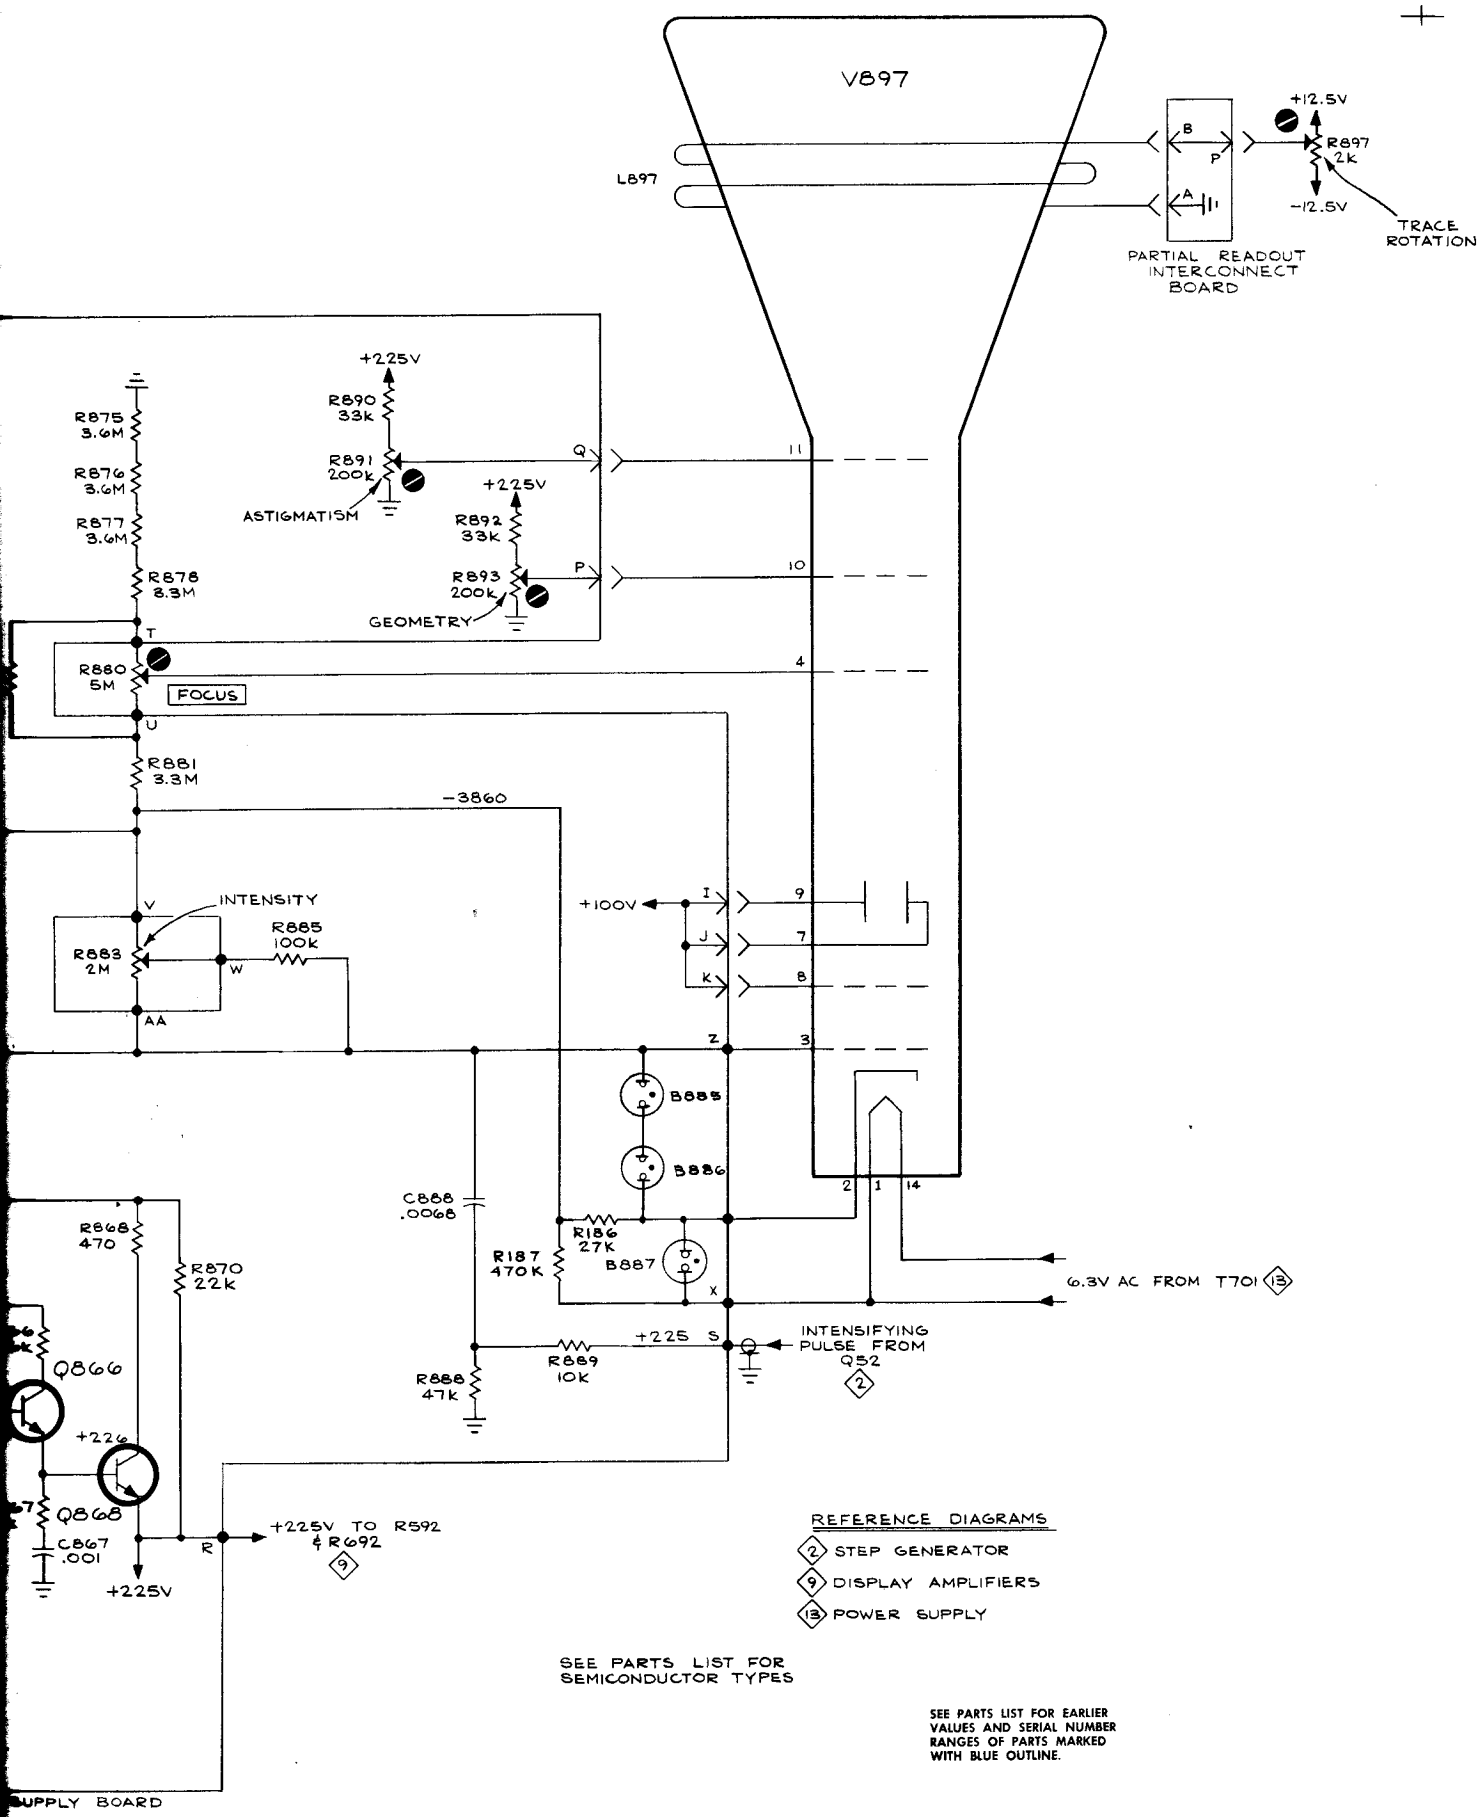 V897
+12.5V
B
P
R897
2K
L897
A
-12.5V
TRACE
ROTATION
PARTIAL READOUT
INTERCONNECT
BOARD
+225V
R890
33K
R875
3.6M
Q
11
R891
200K
R876
3.6M
+225V
ASTIGMATISM
R892
33K
R877
3.6M
P
10
R878
R893
200K
GEOMETRY
T
R880
5M
4
FOCUS
U
R881
3.3M
-3860
V
INTENSITY
+100V
I
9
R885
100K
J
7
R883
2M
W
K
8
AA
Z
3
B885
B886
2
1
14
C888
.0068
R868
470
R186
27K
R187
470K
B887
R870
22K
X
6.3V AC FROM T701 13
+225
S
INTENSIFYING
PULSE FROM
Q52
2
R889
10K
Q866
R888
47K
+226
Q868
C867
.001
R
+225V TO R592
& R692
9
+225V
REFERENCE DIAGRAMS
2 STEP GENERATOR
9 DISPLAY AMPLIFIERS
13 POWER SUPPLY
SEE PARTS LIST FOR
SEMICONDUCTOR TYPES
SEE PARTS LIST FOR EARLIER
VALUES AND SERIAL NUMBER
RANGES OF PARTS MARKED
WITH BLUE OUTLINE.
SUPPLY BOARD